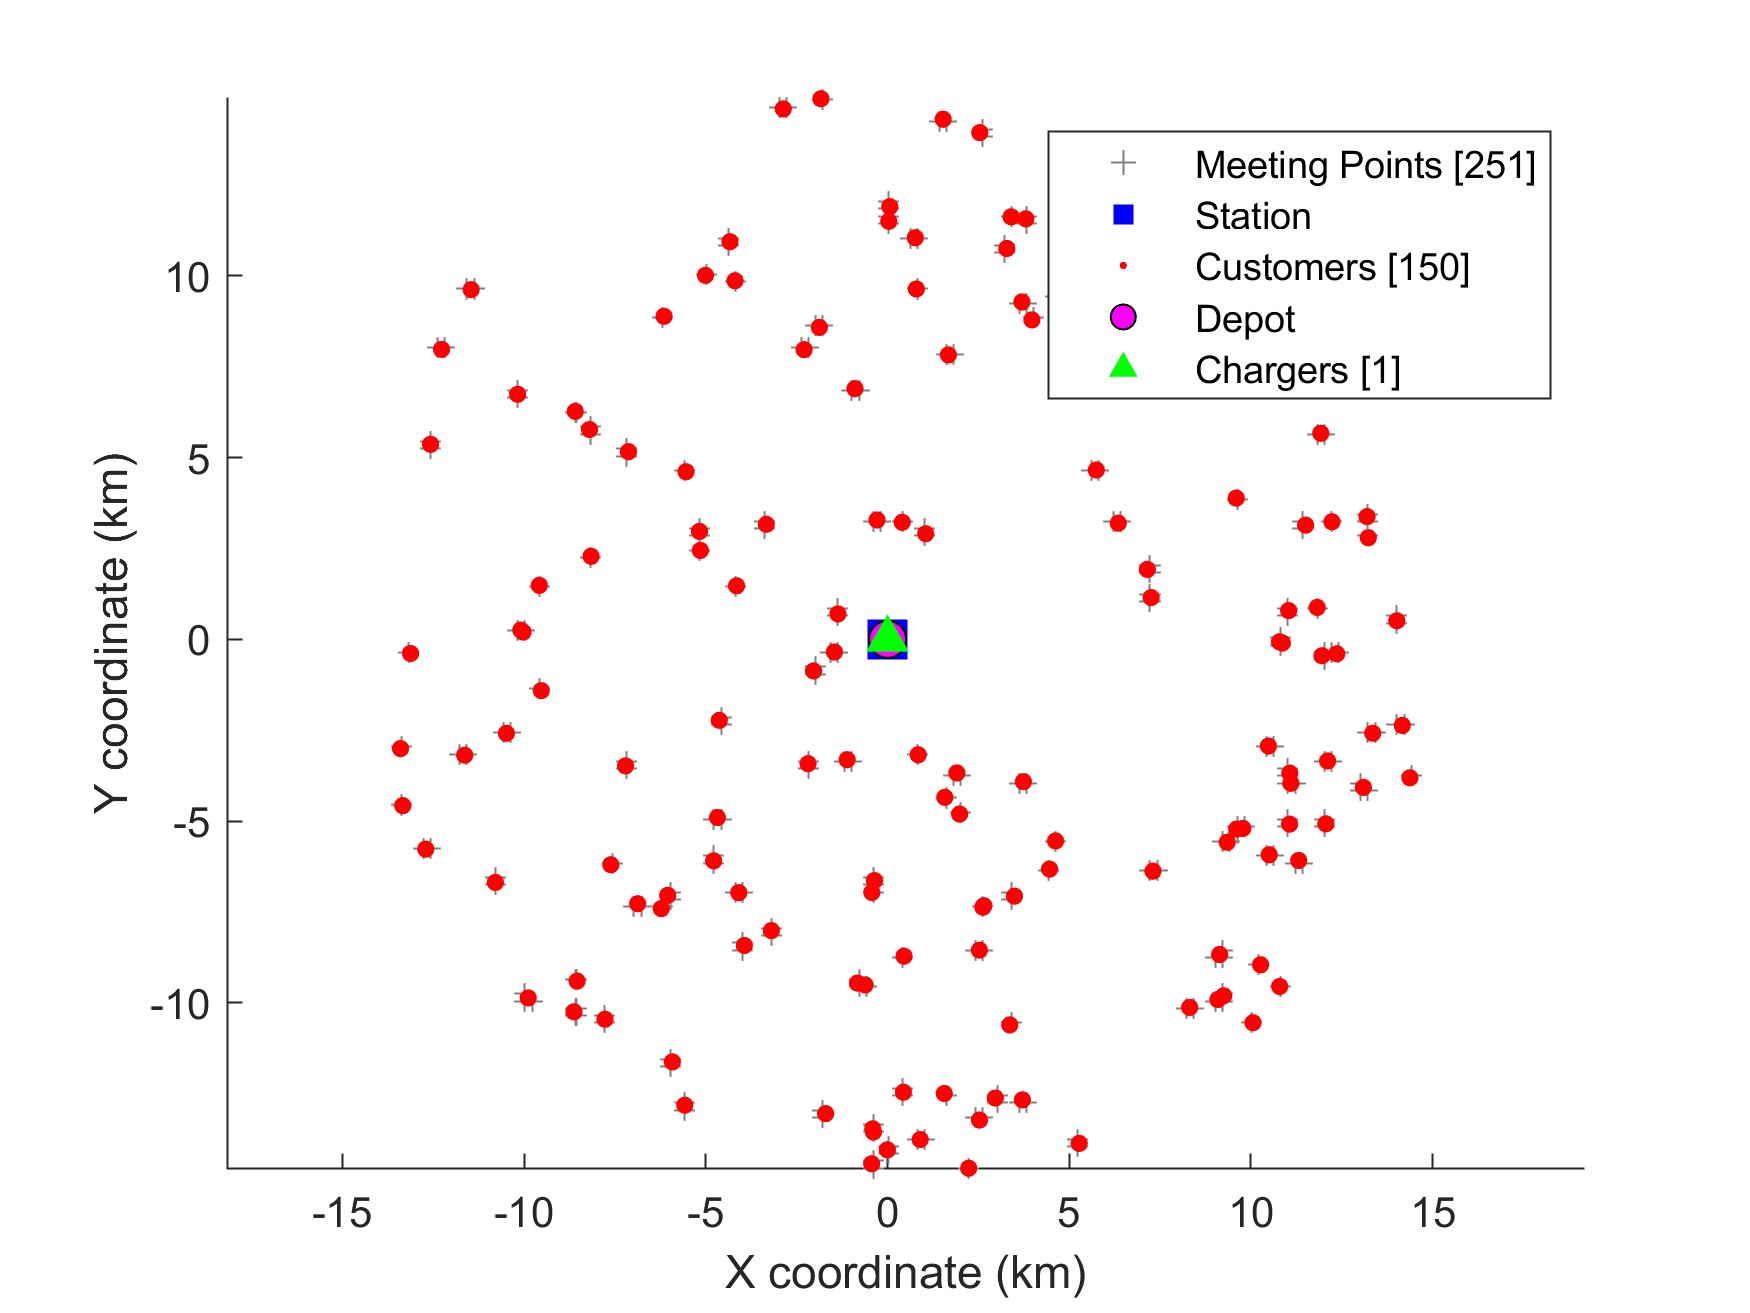 Meeting Points [251]
Station
Customers [150]
Depot
Chargers [1]
10
5
0
-5
-10
Y coordinate (km)
-15 -10 -5 0 5 10 15
X coordinate (km)